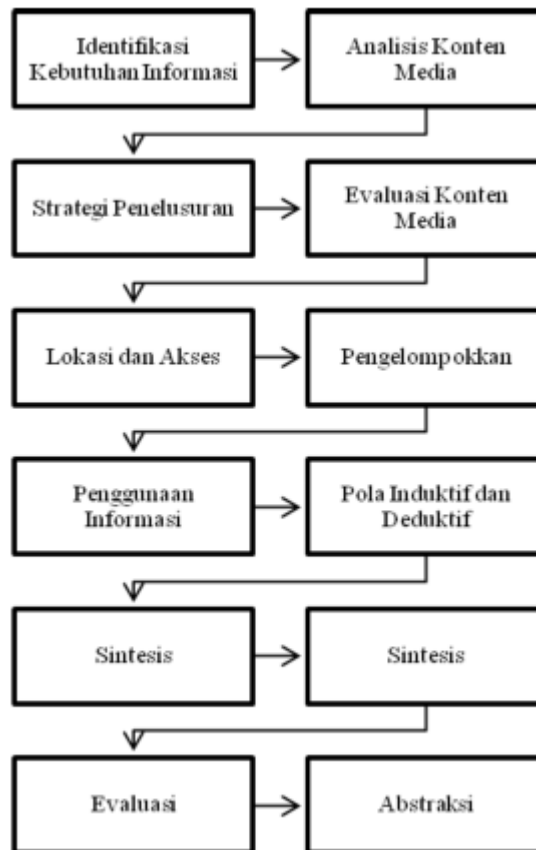 Identifikasi
Kebutuhan Informasi
Analisis Konten
Media
Strategi Penelusuran
Evaluasi Konten
Media
Lokasi dan Akses
Pengelompokkan
Penggunaan
Informasi
Pola Induktif dan
Deduktif
Sintesis
Sintesis
Evaluasi
Abstraksi